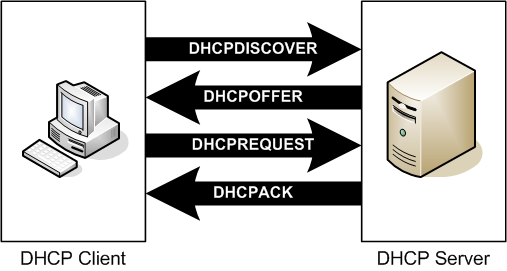 DHCPDISCOVER
DHCPOFFER
DHCPREQUEST
DHCPACK
DHCP Client
DHCP Server